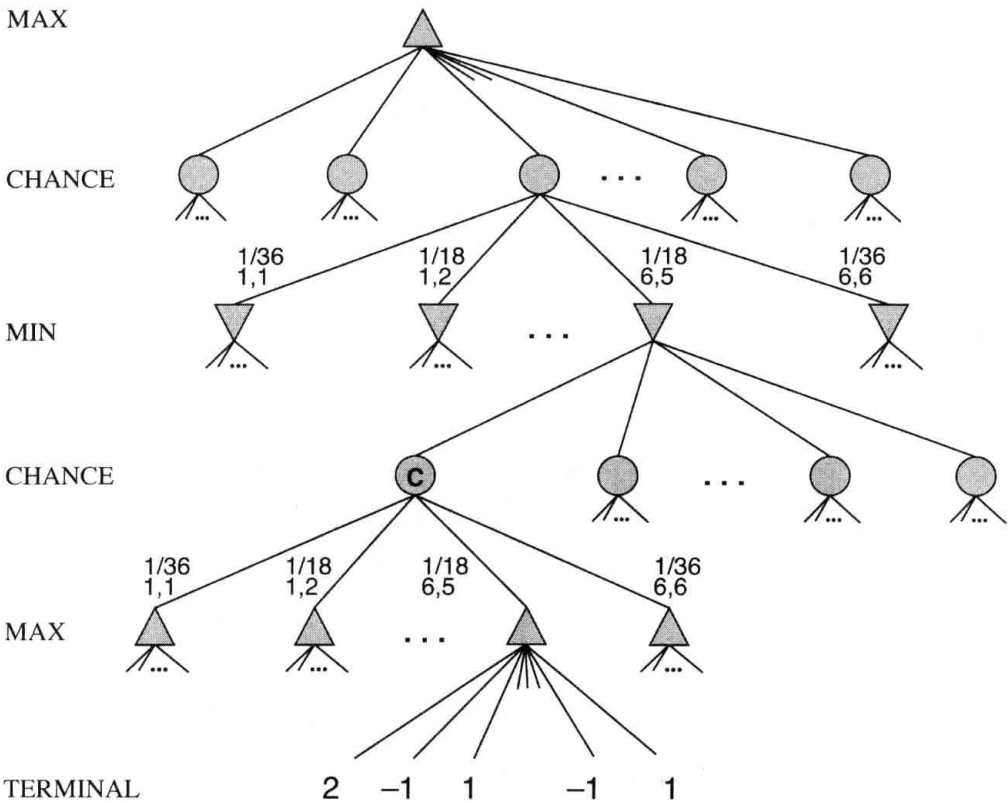 MAX
CHANCE
...
... ... ... ...
1/36 1/18 1/18 1/36
1,1 1,2 6,5 6,6
MIN
...
... ... ...
CHANCE
C
...
... ... ...
1/36 1/18 1/18 1/36
1,1 1,2 6,5 6,6
MAX
...
... ... ...
TERMINAL 2 –1 1 –1 1